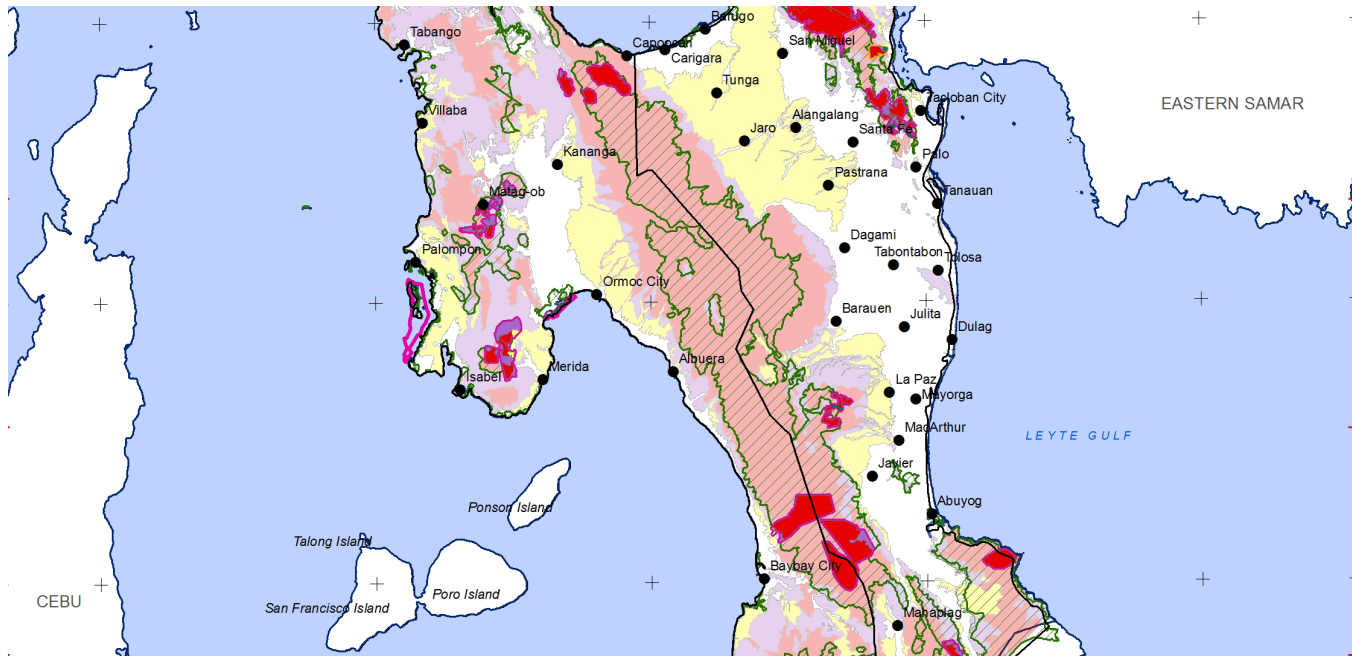 Barugo
Tabango
San Miguel
Capoocan
Carigara
Tunga
Tacloban City
EASTERN SAMAR
Villaba
Alangalang
Jaro
Santa Fe
Kananga
Palo
Pastrana
Matag-ob
Tanauan
Dagami
Palompon
Tabontabon
Tolosa
Ormoc City
Barauen
Julita
Dulag
Albuera
Merida
Isabel
La Paz
Mayorga
MacArthur
LEYTE GULF
Javier
Abuyog
Ponson Island
Talong Island
Baybay City
Poro Island
CEBU
San Francisco Island
Mahaplag